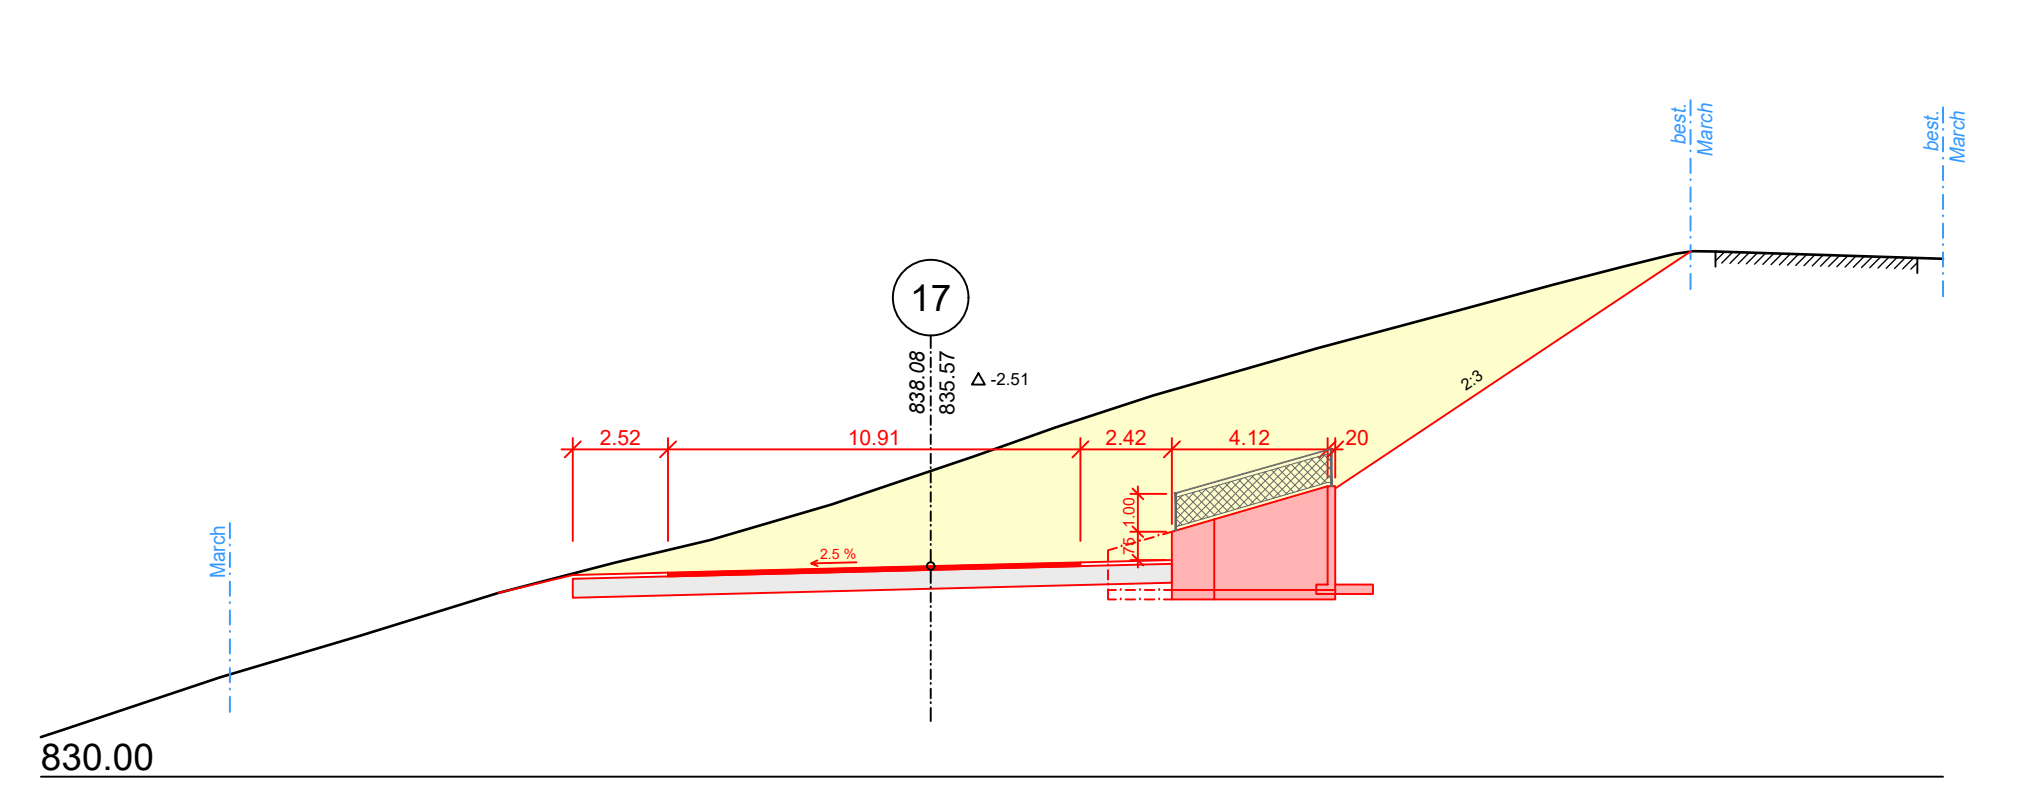 best.
March
best.
March
17
838.08
835.57
Δ -2.51
2:3
2.52
10.91
2.42
4.12
20
1.00
75
2.5 %
March
830.00